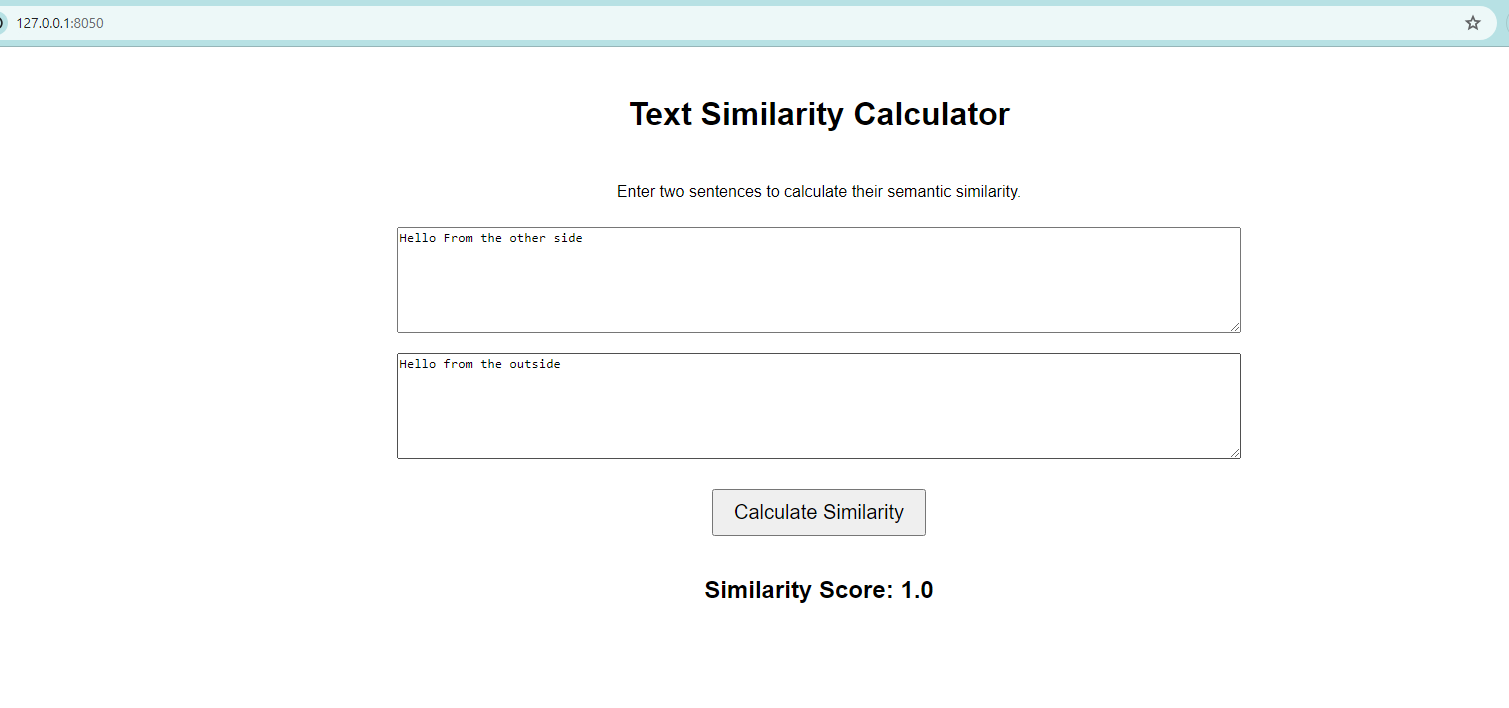 127.0.0.1:8050
Text Similarity Calculator
Enter two sentences to calculate their semantic similarity.
Hello From the other side
Hello from the outside
Calculate Similarity
Similarity Score: 1.0